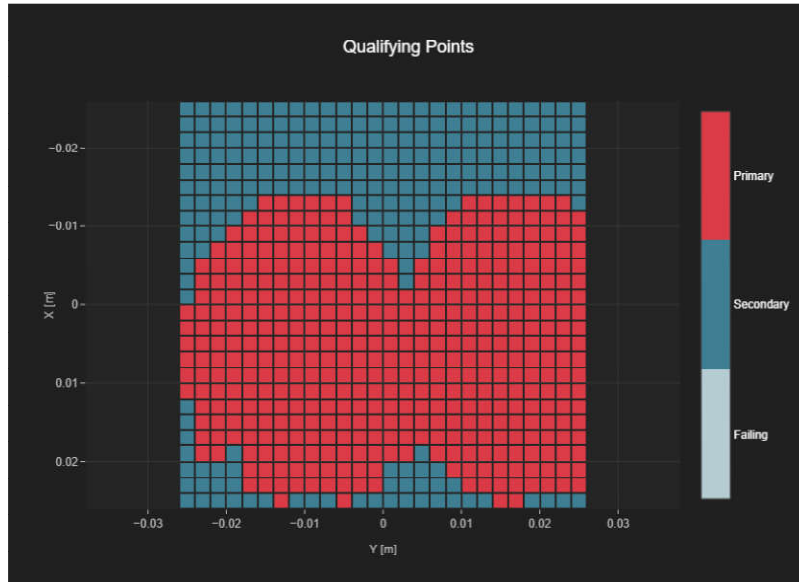 Qualifying Points
−0.02
−0.01
0
0.01
0.02
X [m]
−0.03
−0.02
−0.01
0
0.01
0.02
0.03
Y [m]
Primary
Secondary
Failing